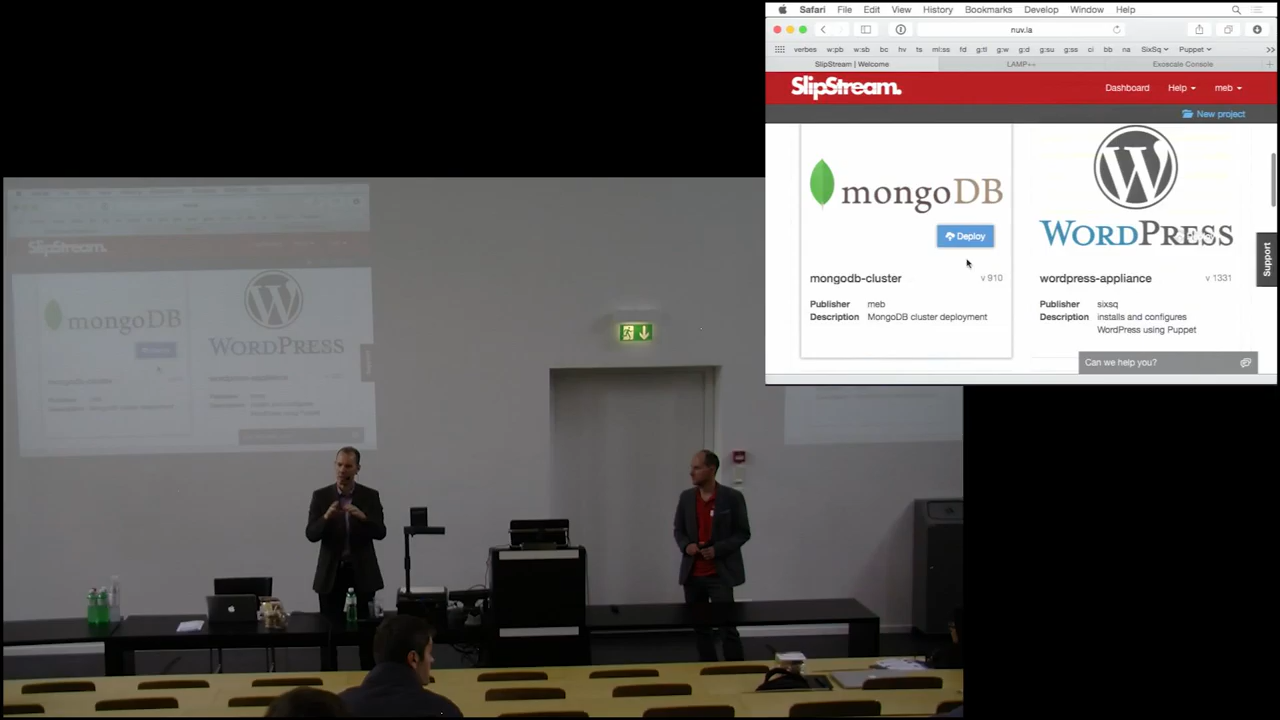 Safari File Edit View History Bookmarks Develop Window Help
nuv.la
verbes w:pb w:sb bc hv ts ml:ss fd g:tl g:w g:d g:su g:ss ci bb na SixSq Puppet
SlipStream | Welcome LAMP++ Exoscale Console
SlipStream. Dashboard Help meb
New project
mongoDB
WORDPRESS
Deploy
mongodb-cluster v 910
Publisher meb
Description MongoDB cluster deployment
wordpress-appliance v 1331
Publisher sixsq
Description installs and configures
WordPress using Puppet
Support
Can we help you?
SlipStream.
mongoDB
WORDPRESS